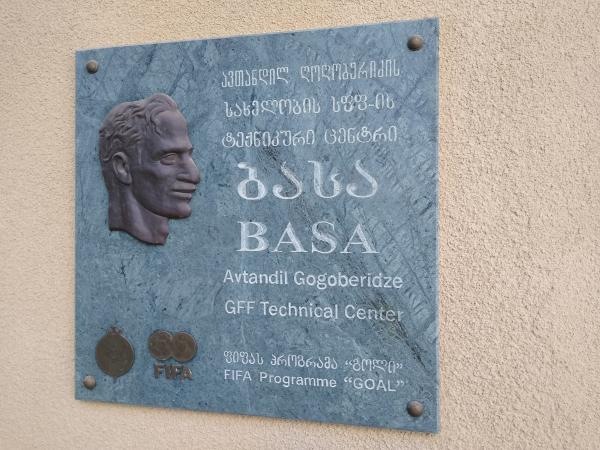 ავთანდილ ღოღობერიძის
სახელობის სფფ-ის
ტექნიკური ცენტრი
ბასა
BASA
Avtandil Gogoberidze
GFF Technical Center
ფიფას პროგრამა “გოლი”
FIFA Programme “GOAL”
FIFA